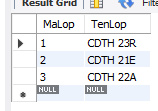 Result Grid Filte
MaLop TenLop
1 CDTH 23R
2 CDTH 21E
3 CDTH 22A
NULL NULL